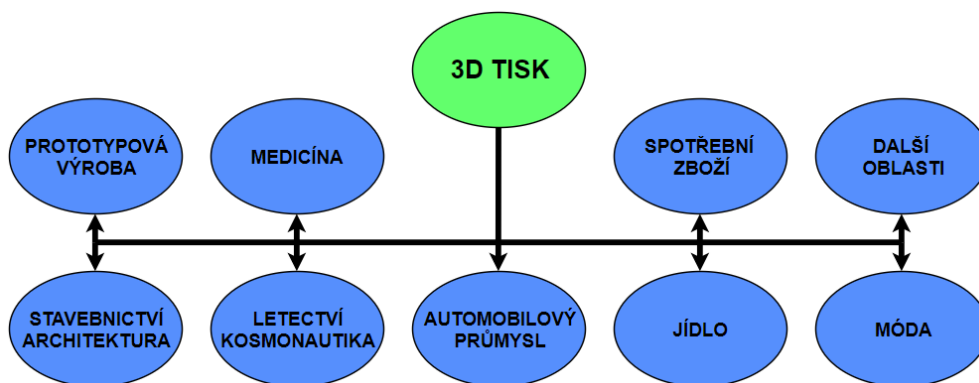 3D TISK
PROTOTYPOVÁ
VÝROBA
MEDICÍNA
SPOTŘEBNÍ
ZBOŽÍ
DALŠÍ
OBLASTI
STAVEBNICTVÍ
ARCHITEKTURA
LETECTVÍ
KOSMONAUTIKA
AUTOMOBILOVÝ
PRŮMYSL
JÍDLO
MÓDA